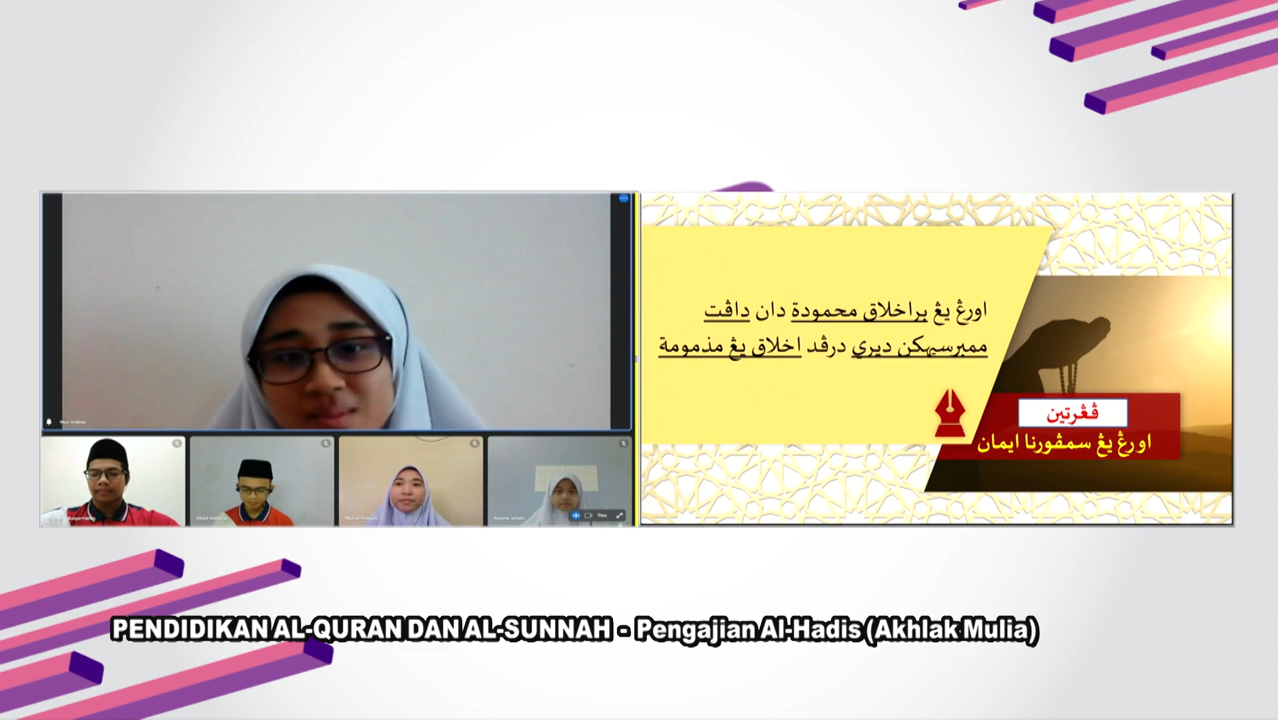 اورڠ يڠ براخلاق محمودة دان داڤت
ممبرسيهكن ديري درڤد اخلاق يڠ مذمومة
ڤڠرتين
اورڠ يڠ سمڤورنا ايمان
You
PENDIDIKAN AL-QURAN DAN AL-SUNNAH - Pengajian Al-Hadis (Akhlak Mulia)